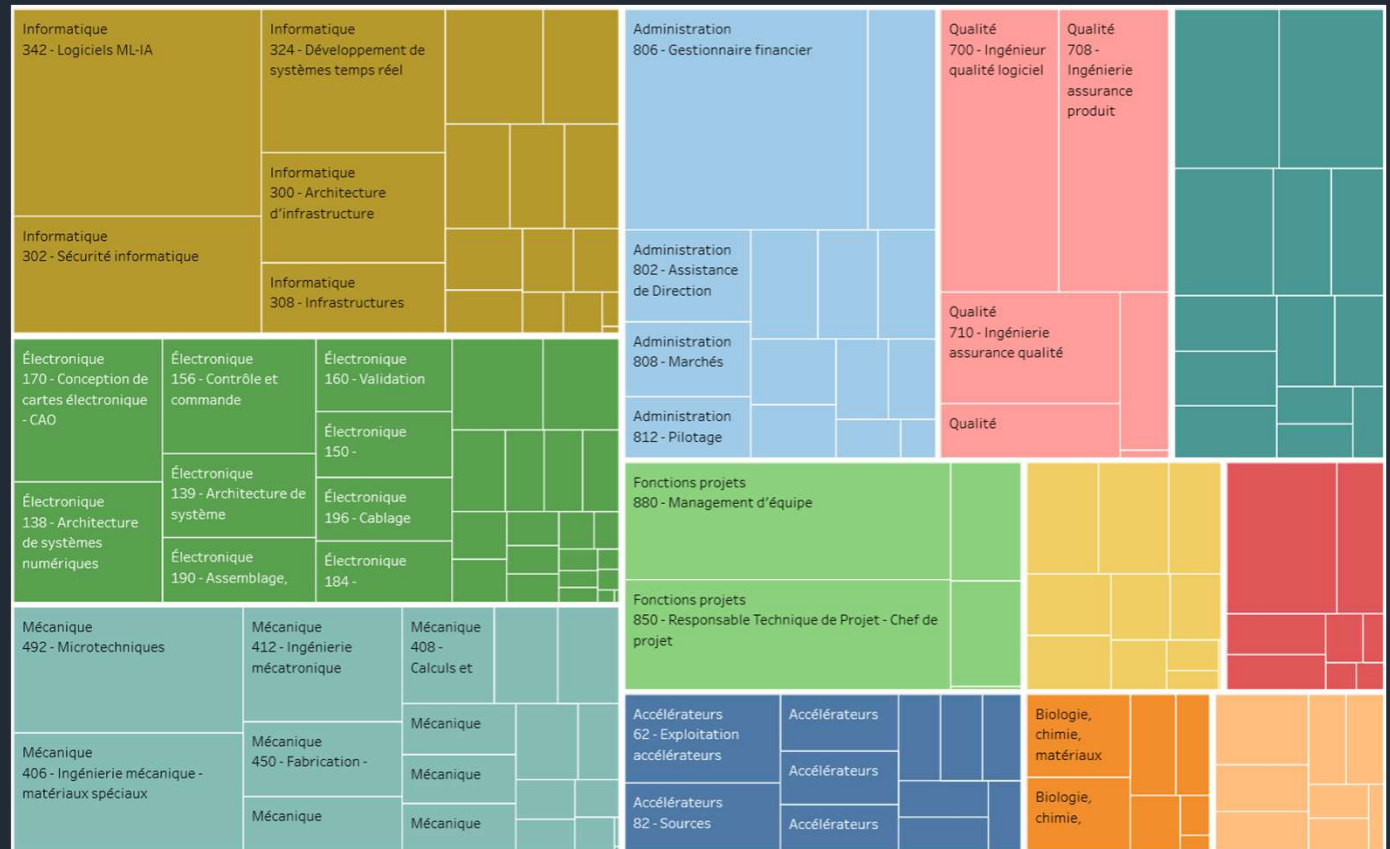 Informatique
342 - Logiciels ML-IA
Informatique
324 - Développement de
systèmes temps réel
Informatique
300 - Architecture
d'infrastructure
Informatique
302 - Sécurité informatique
Informatique
308 - Infrastructures
Administration
806 - Gestionnaire financier
Administration
802 - Assistance
de Direction
Administration
808 - Marchés
Administration
812 - Pilotage
Qualité
700 - Ingénieur
qualité logiciel
Qualité
708 -
Ingénierie
assurance
produit
Qualité
710 - Ingénierie
assurance qualité
Qualité
Électronique
170 - Conception de
cartes électronique
- CAO
Électronique
156 - Contrôle et
commande
Électronique
160 - Validation
Électronique
150 -
Électronique
138 - Architecture
de systèmes
numériques
Électronique
139 - Architecture de
système
Électronique
196 - Cablage
Électronique
190 - Assemblage,
Électronique
184 -
Fonctions projets
880 - Management d'équipe
Fonctions projets
850 - Responsable Technique de Projet - Chef de
projet
Mécanique
492 - Microtechniques
Mécanique
412 - Ingénierie
mécatronique
Mécanique
408 -
Calculs et
Mécanique
406 - Ingénierie mécanique -
matériaux spéciaux
Mécanique
450 - Fabrication -
Mécanique
Mécanique
Mécanique
Mécanique
Accélérateurs
62 - Exploitation
accélérateurs
Accélérateurs
Accélérateurs
Accélérateurs
82 - Sources
Accélérateurs
Biologie,
chimie,
matériaux
Biologie,
chimie,